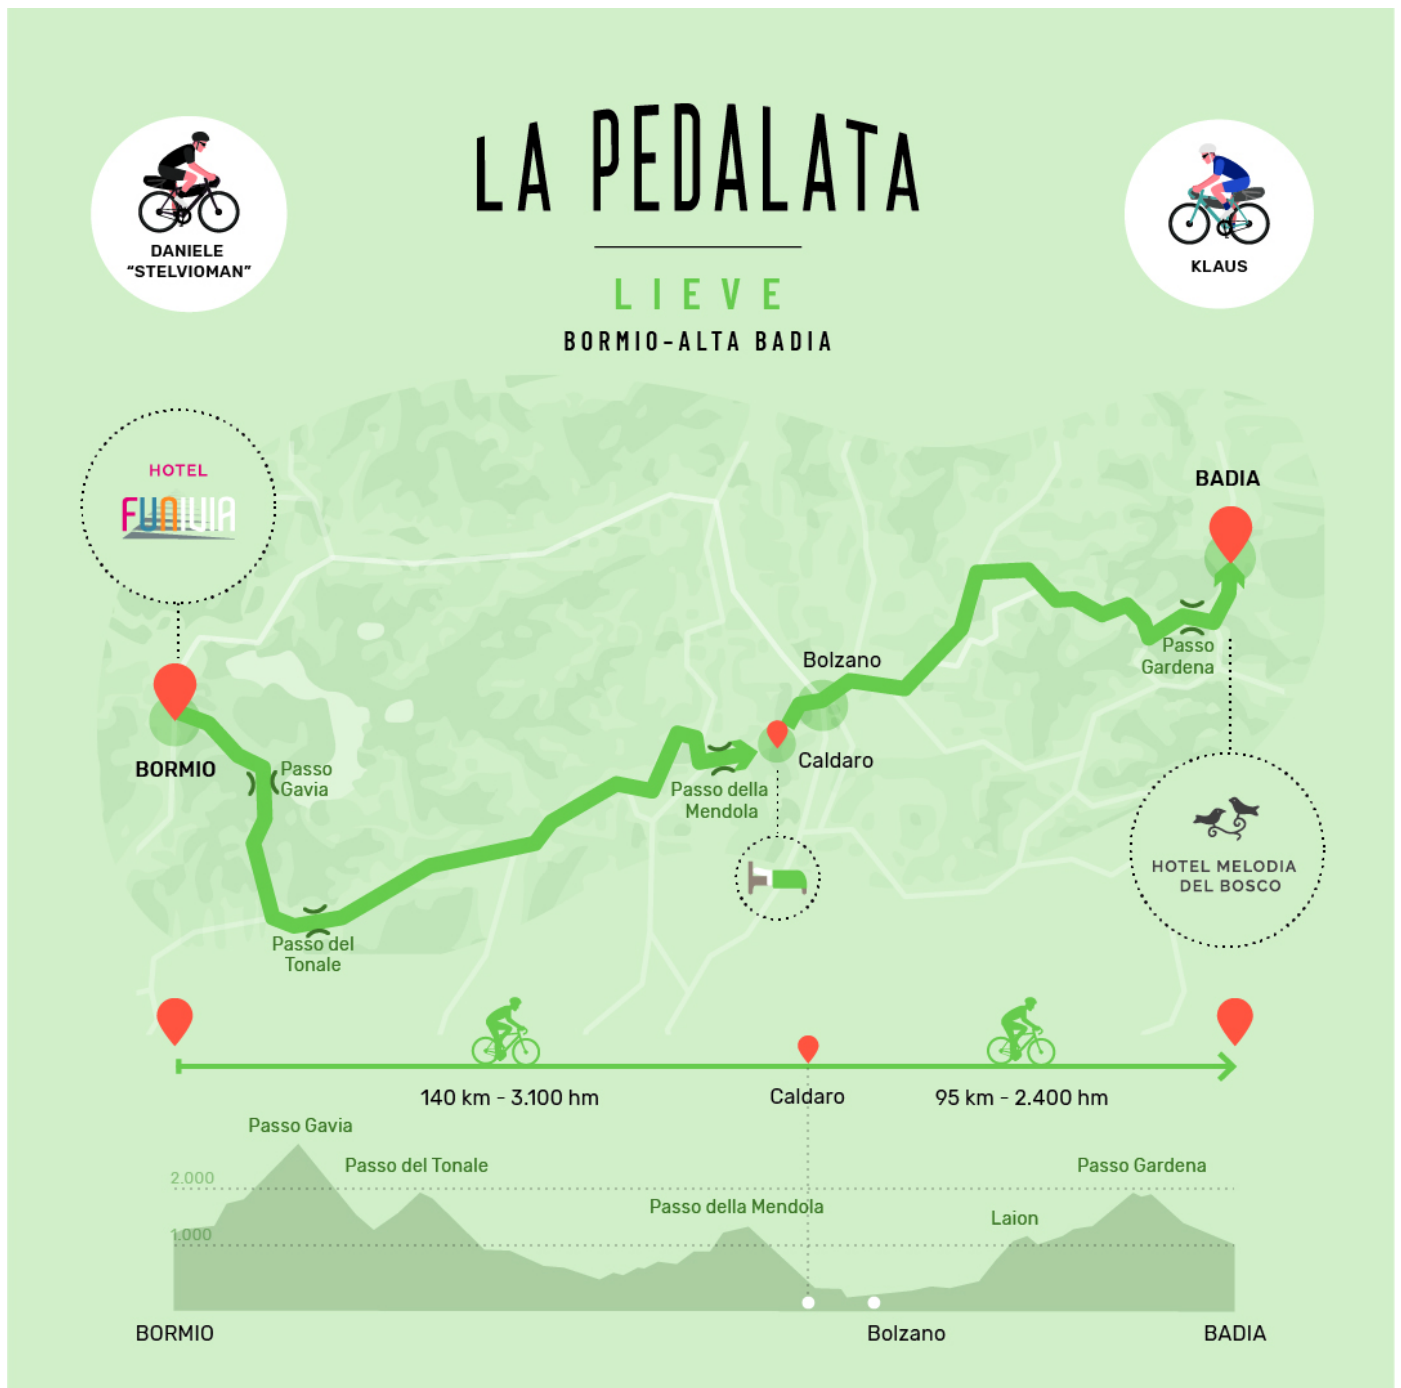 LA PEDALATA
LIEVE
BORMIO-ALTA BADIA
DANIELE
“STELVIOMAN”
KLAUS
HOTEL
FUNIVIA
BADIA
BORMIO
Passo
Gavia
Passo del
Tonale
Passo della
Mendola
Bolzano
Caldaro
Passo
Gardena
HOTEL MELODIA
DEL BOSCO
140 km - 3.100 hm
Caldaro
95 km - 2.400 hm
Passo Gavia
Passo del Tonale
Passo della Mendola
Laion
Passo Gardena
2.000
1.000
BORMIO
Bolzano
BADIA